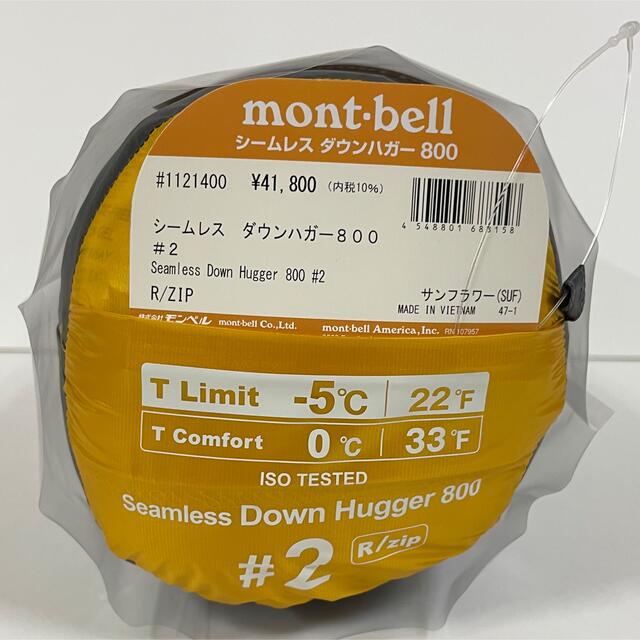 mont·bell
シームレス ダウンハガー 800
#1121400 ¥41,800 (内税10%)
4 548801 683158
シームレス ダウンハガー８００
＃２
Seamless Down Hugger 800 #2
R/ZIP
サンフラワー(SUF)
MADE IN VIETNAM 47-1
株式会社モンベル mont-bell Co.,Ltd. mont-bell America, Inc. RN 107957
T Limit -5℃ 22°F
T Comfort 0℃ 33°F
ISO TESTED
Seamless Down Hugger 800
#2 R/zip